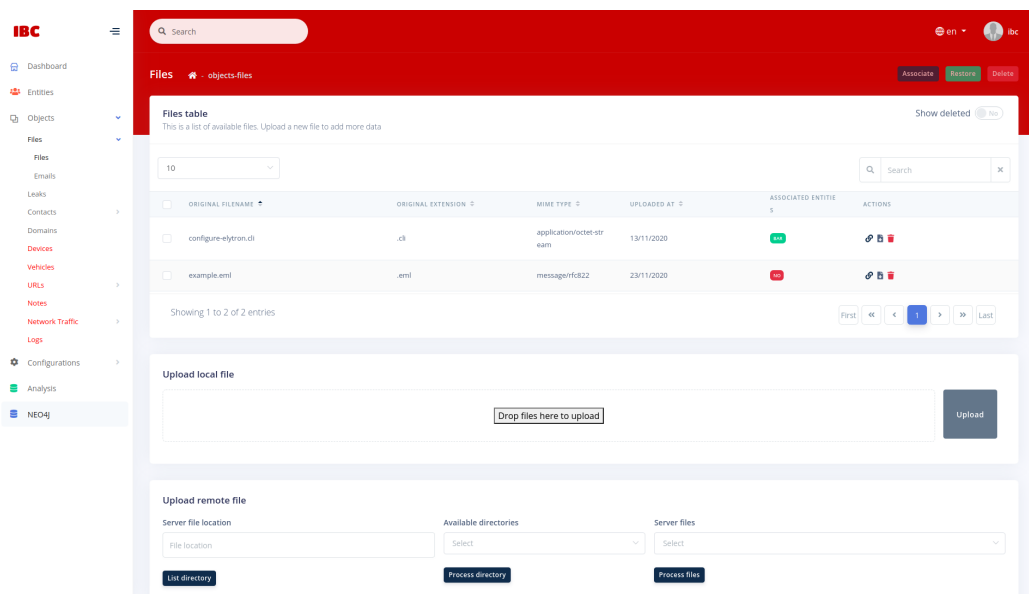 IBC
Search
en
ibc
Dashboard
Entities
Objects
Files
Files
Emails
Leaks
Contacts
Domains
Devices
Vehicles
URLs
Notes
Network Traffic
Logs
Configurations
Analysis
NEO4J
Files - objects-files
Associate Restore Delete
Files table
This is a list of available files. Upload a new file to add more data
Show deleted No
10
Search
ORIGINAL FILENAME ORIGINAL EXTENSION MIME TYPE UPLOADED AT ASSOCIATED ENTITIE
S ACTIONS
configure-elytron.cli .cli application/octet-str
eam 13/11/2020 BAR
example.eml .eml message/rfc822 23/11/2020 NO
Showing 1 to 2 of 2 entries
First « ‹ 1 › » Last
Upload local file
Drop files here to upload
Upload
Upload remote file
Server file location Available directories Server files
File location Select Select
List directory Process directory Process files